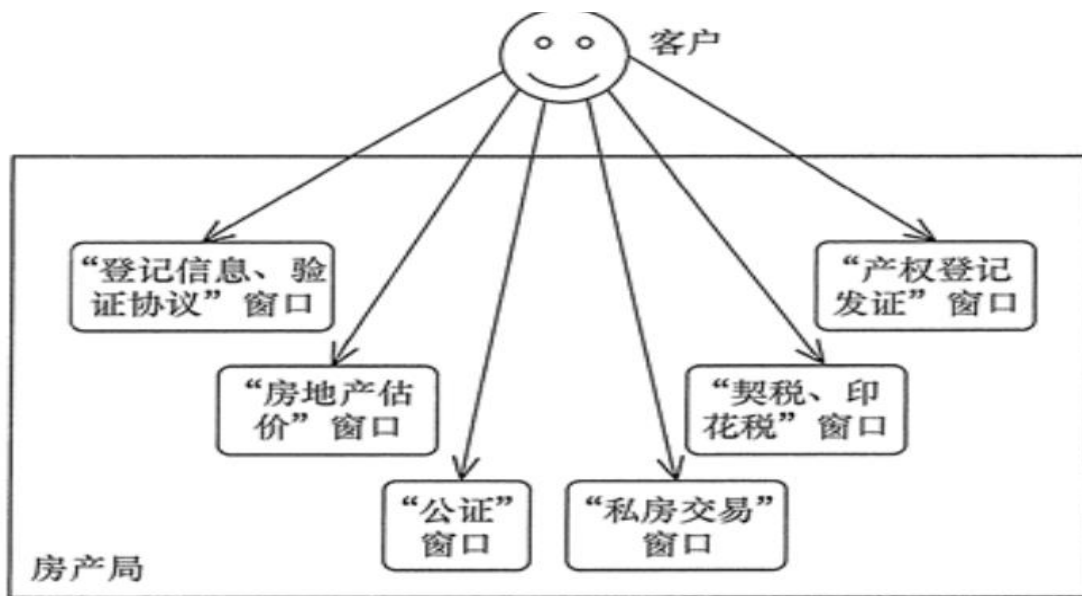 客户
“登记信息、验
证协议”窗口
“产权登记
发证”窗口
“房地产估
价”窗口
“契税、印
花税”窗口
“公证”
窗口
“私房交易”
窗口
房产局